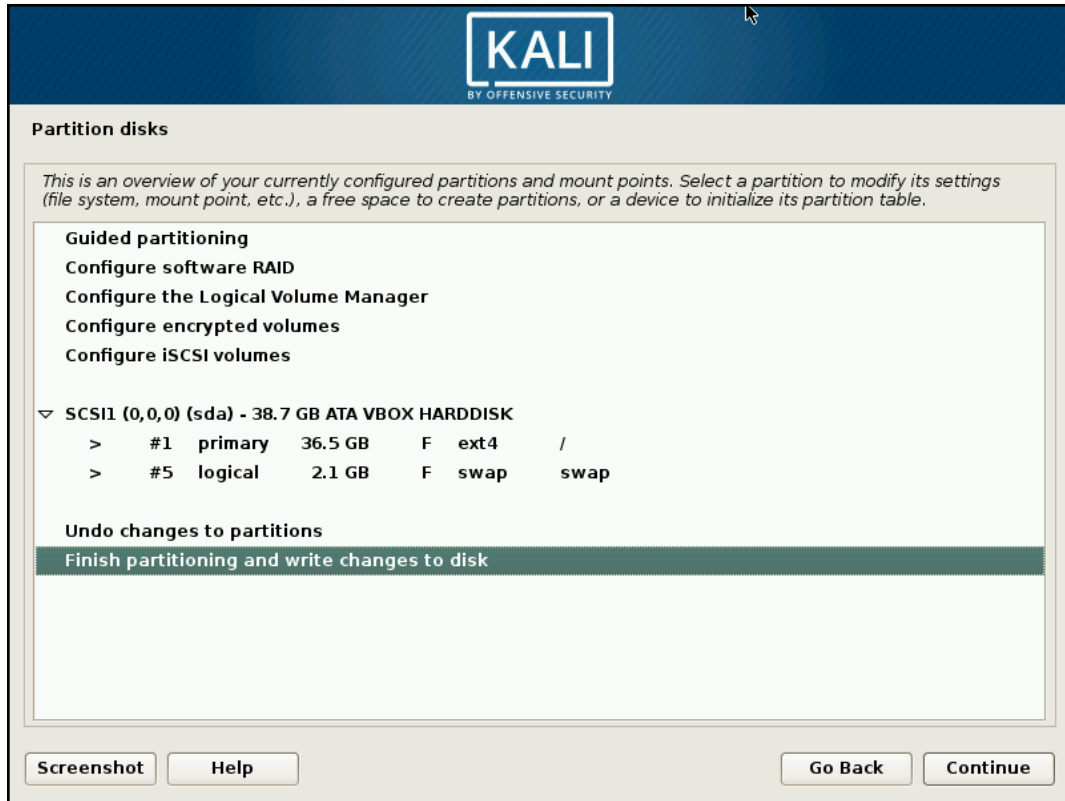 KALI
BY OFFENSIVE SECURITY
Partition disks
This is an overview of your currently configured partitions and mount points. Select a partition to modify its settings
(file system, mount point, etc.), a free space to create partitions, or a device to initialize its partition table.
Guided partitioning
Configure software RAID
Configure the Logical Volume Manager
Configure encrypted volumes
Configure iSCSI volumes
SCSI1 (0,0,0) (sda) - 38.7 GB ATA VBOX HARDDISK
> #1 primary 36.5 GB F ext4 /
> #5 logical 2.1 GB F swap swap
Undo changes to partitions
Finish partitioning and write changes to disk
Screenshot Help Go Back Continue